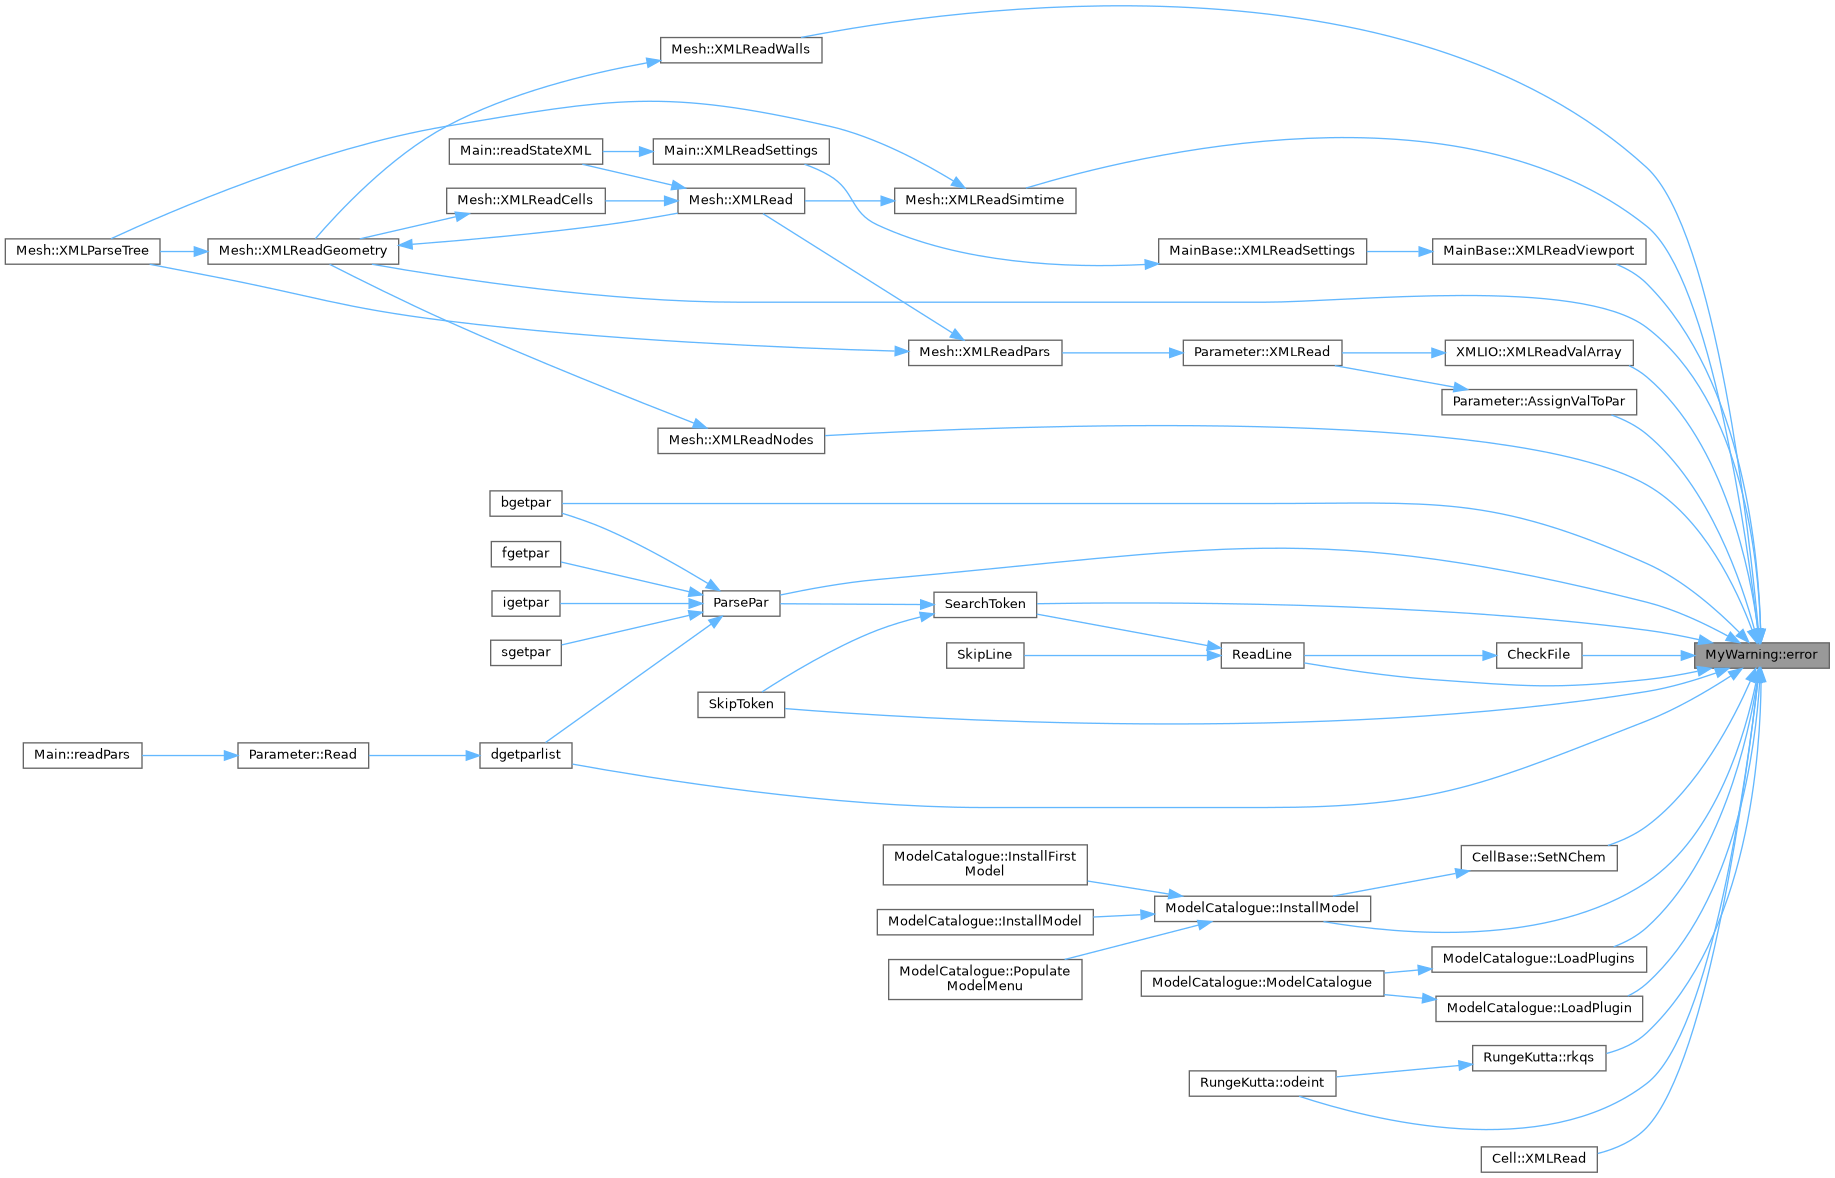 Mesh::XMLReadWalls
Main::readStateXML
Main::XMLReadSettings
Mesh::XMLReadCells
Mesh::XMLRead
Mesh::XMLReadSimtime
Mesh::XMLParseTree
Mesh::XMLReadGeometry
MainBase::XMLReadSettings
MainBase::XMLReadViewport
Mesh::XMLReadPars
Parameter::XMLRead
XMLIO::XMLReadValArray
Parameter::AssignValToPar
Mesh::XMLReadNodes
bgetpar
fgetpar
igetpar
ParsePar
SearchToken
sgetpar
SkipLine
ReadLine
CheckFile
MyWarning::error
SkipToken
Main::readPars
Parameter::Read
dgetparlist
ModelCatalogue::InstallFirst
Model
CellBase::SetNChem
ModelCatalogue::InstallModel
ModelCatalogue::InstallModel
ModelCatalogue::Populate
ModelMenu
ModelCatalogue::LoadPlugins
ModelCatalogue::ModelCatalogue
ModelCatalogue::LoadPlugin
RungeKutta::rkqs
RungeKutta::odeint
Cell::XMLRead